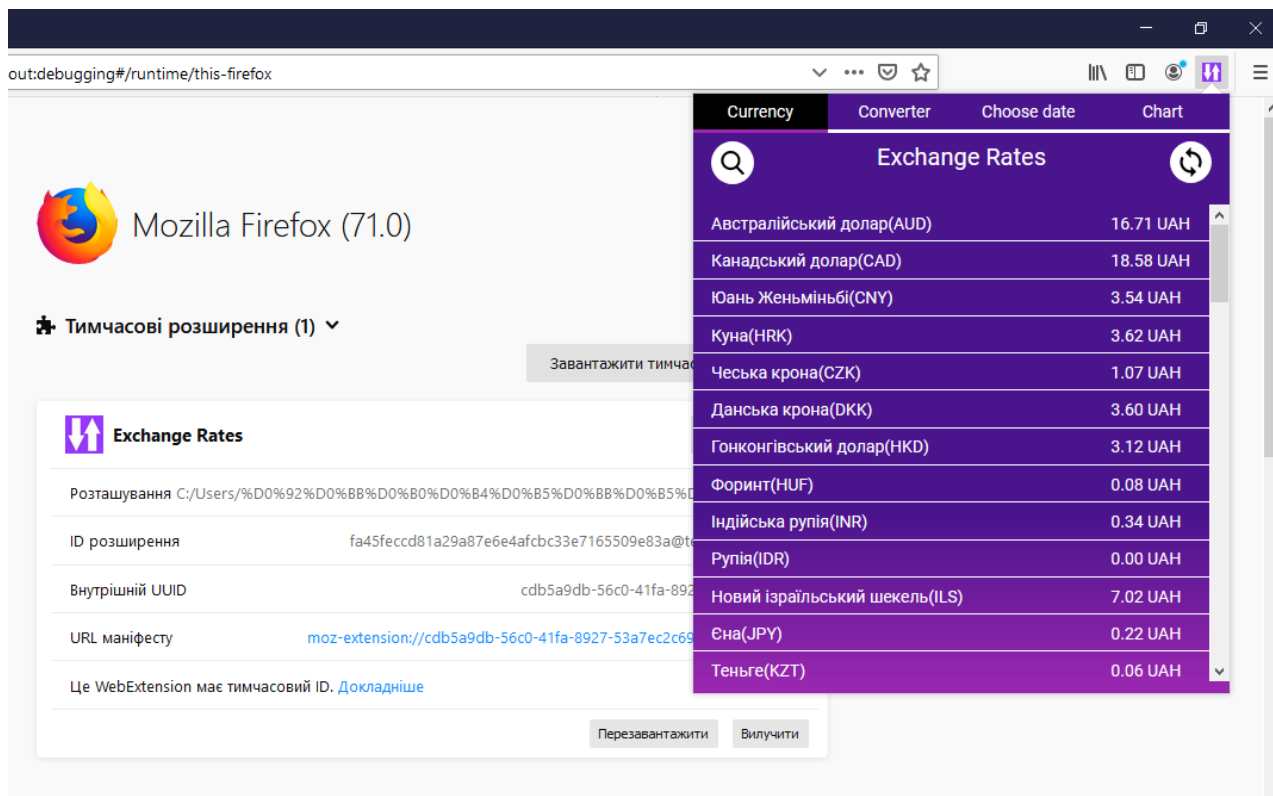 out:debugging#/runtime/this-firefox
Currency Converter Choose date Chart
Exchange Rates
Австралійський долар(AUD) 16.71 UAH
Канадський долар(CAD) 18.58 UAH
Юань Женьміньбі(CNY) 3.54 UAH
Куна(HRK) 3.62 UAH
Чеська крона(CZK) 1.07 UAH
Данська крона(DKK) 3.60 UAH
Гонконгівський долар(HKD) 3.12 UAH
Форинт(HUF) 0.08 UAH
Індійська рупія(INR) 0.34 UAH
Рупія(IDR) 0.00 UAH
Новий ізраїльський шекель(ILS) 7.02 UAH
Єна(JPY) 0.22 UAH
Теньге(KZT) 0.06 UAH
Mozilla Firefox (71.0)
Тимчасові розширення (1)
Завантажити тимчас
Exchange Rates
Розташування C:/Users/%D0%92%D0%BB%D0%B0%D0%B4%D0%B5%D0%BB%D0%B5%D
ID розширення fa45feccd81a29a87e6e4afcbc33e7165509e83a@te
Внутрішній UUID cdb5a9db-56c0-41fa-892
URL маніфесту moz-extension://cdb5a9db-56c0-41fa-8927-53a7ec2c69
Це WebExtension має тимчасовий ID. Докладніше
Перезавантажити Вилучити